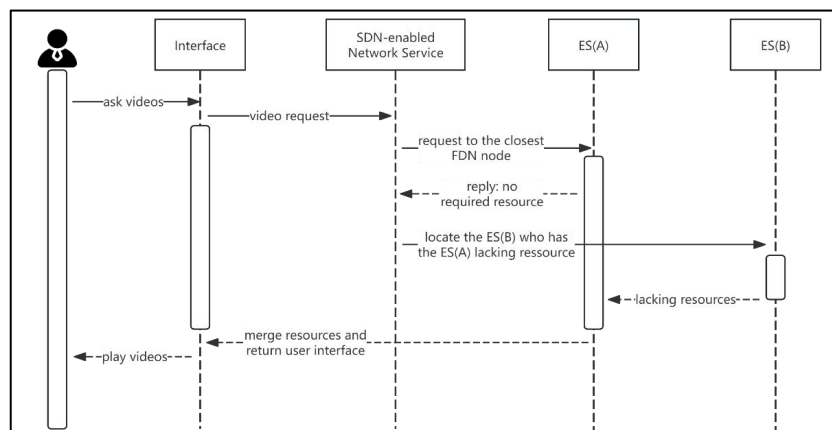 Interface
SDN-enabled
Network Service
ES(A)
ES(B)
ask videos
video request
request to the closest
FDN node
reply: no
required resource
locate the ES(B) who has
the ES(A) lacking ressource
lacking resources
merge resources and
return user interface
play videos